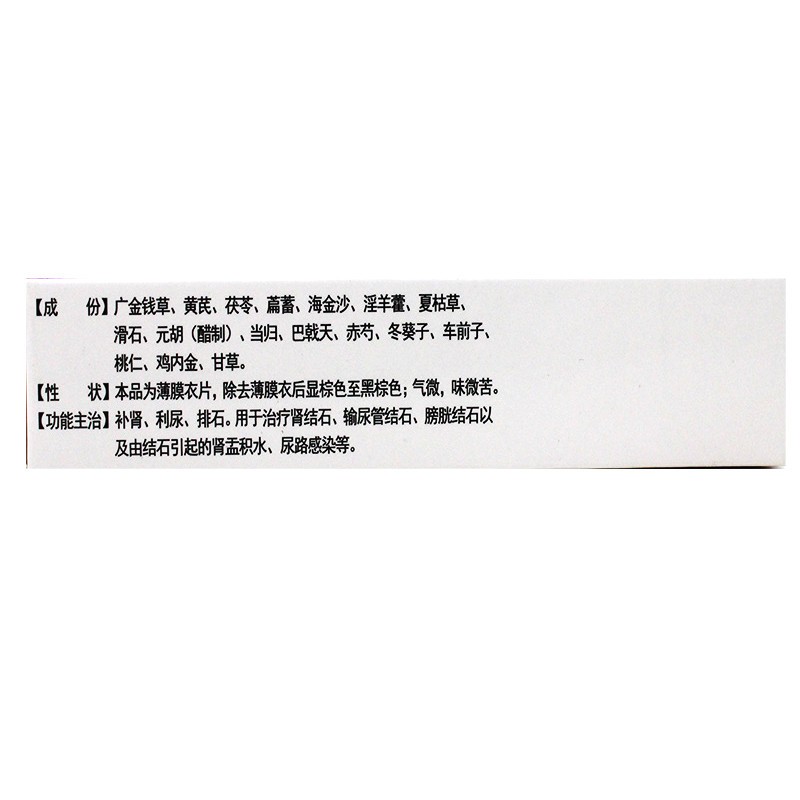 【成　份】广金钱草、黄芪、茯苓、萹蓄、海金沙、淫羊藿、夏枯草、
滑石、元胡（醋制）、当归、巴戟天、赤芍、冬葵子、车前子、
桃仁、鸡内金、甘草。
【性　状】本品为薄膜衣片，除去薄膜衣后显棕色至黑棕色；气微，味微苦。
【功能主治】补肾、利尿、排石。用于治疗肾结石、输尿管结石、膀胱结石以
及由结石引起的肾盂积水、尿路感染等。